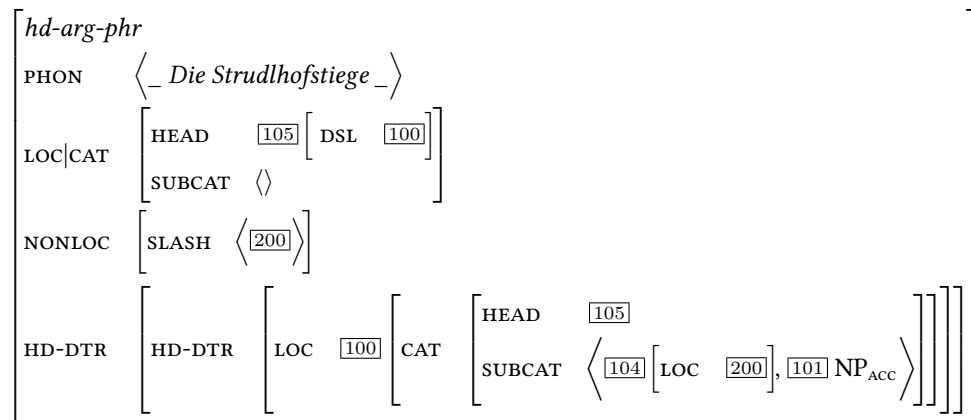 hd-arg-phr
PHON ⟨_ Die Strudlhofstiege _⟩
LOC|CAT [HEAD 105 [DSL 100]
SUBCAT ⟨⟩]
NONLOC [SLASH ⟨200⟩]
HD-DTR [HD-DTR [LOC 100 [CAT [HEAD 105
SUBCAT ⟨104 [LOC 200], 101 NP_ACC⟩]]]]